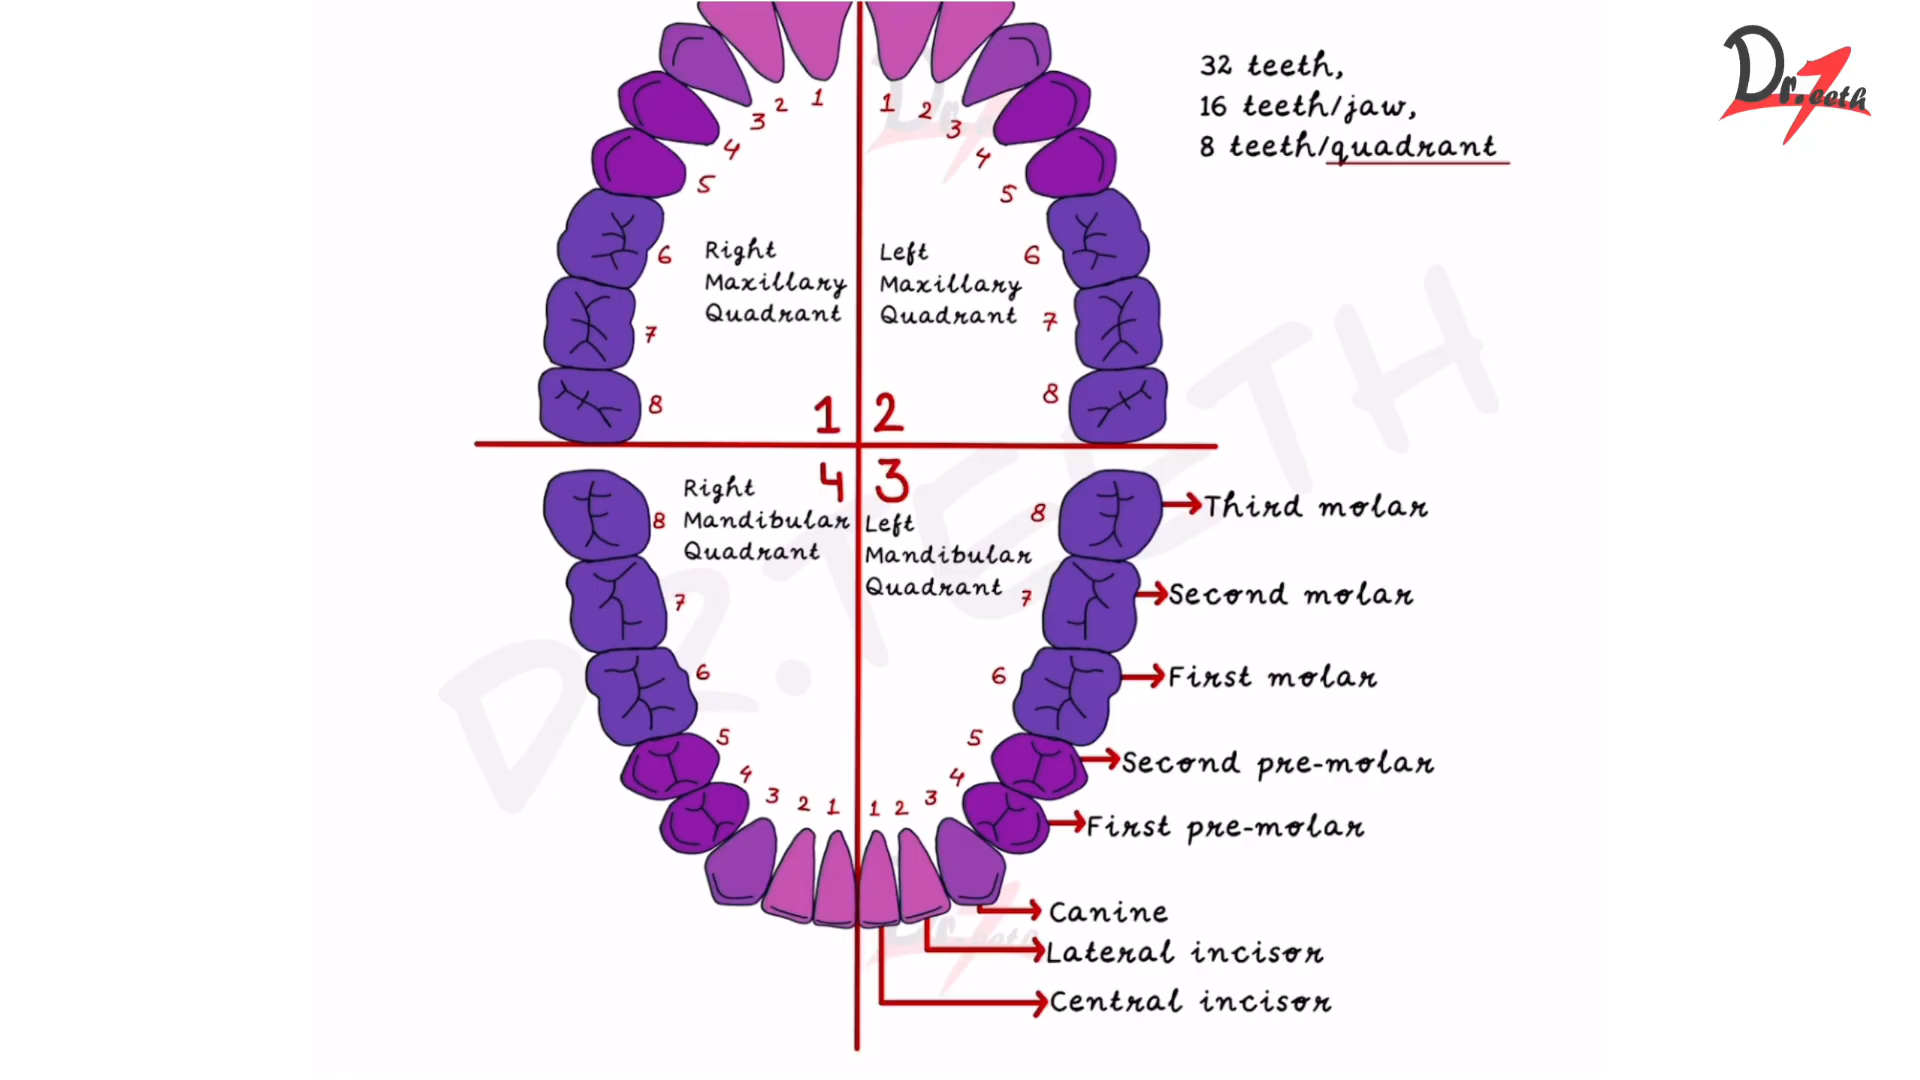 32 teeth,
16 teeth/jaw,
8 teeth/quadrant
Dr.Teeth
1 1
2 2
3 3
4 4
5 5
6 6
7 7
8 8
Right
Maxillary
Quadrant
Left
Maxillary
Quadrant
1 2
4 3
Right
Mandibular
Quadrant
Left
Mandibular
Quadrant
8 8
7 7
6 6
5 5
4 4
3 2 1 1 2 3
Third molar
Second molar
First molar
Second pre-molar
First pre-molar
Canine
Lateral incisor
Central incisor
DR.TEETH